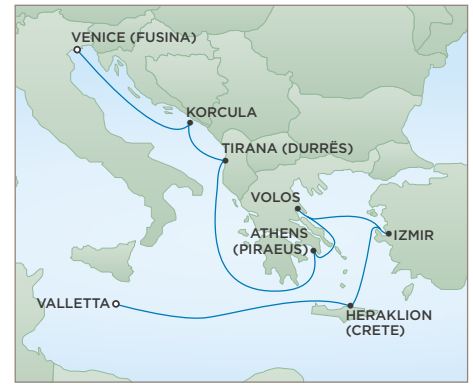 VENICE (FUSINA)
KORCULA
TIRANA (DURRËS)
VOLOS
ATHENS
(PIRAEUS)
IZMIR
VALLETTA
HERAKLION
(CRETE)